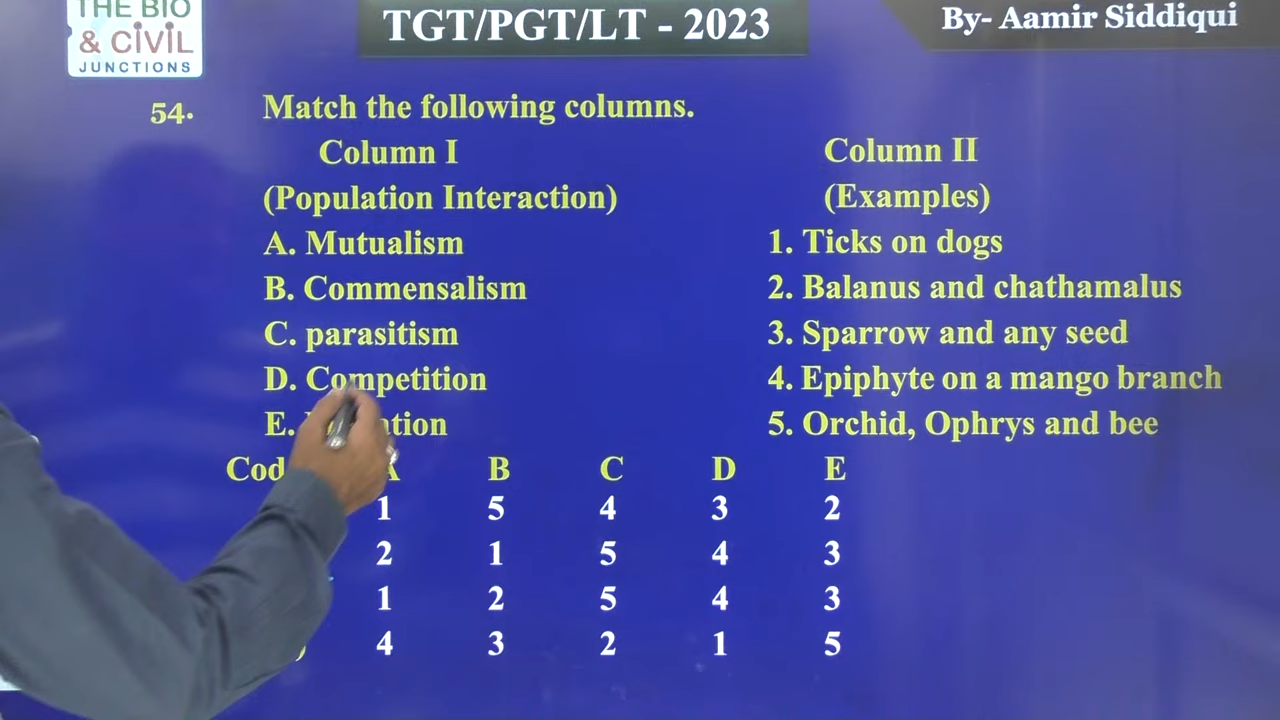 THE BIO
& CiViL
JUNCTIONS
TGT/PGT/LT - 2023
By- Aamir Siddiqui
54. Match the following columns.
Column I Column II
(Population Interaction) (Examples)
A. Mutualism 1. Ticks on dogs
B. Commensalism 2. Balanus and chathamalus
C. parasitism 3. Sparrow and any seed
D. Competition 4. Epiphyte on a mango branch
E. 5. Orchid, Ophrys and bee
A B C D E
1 5 4 3 2
2 1 5 4 3
1 2 5 4 3
4 3 2 1 5